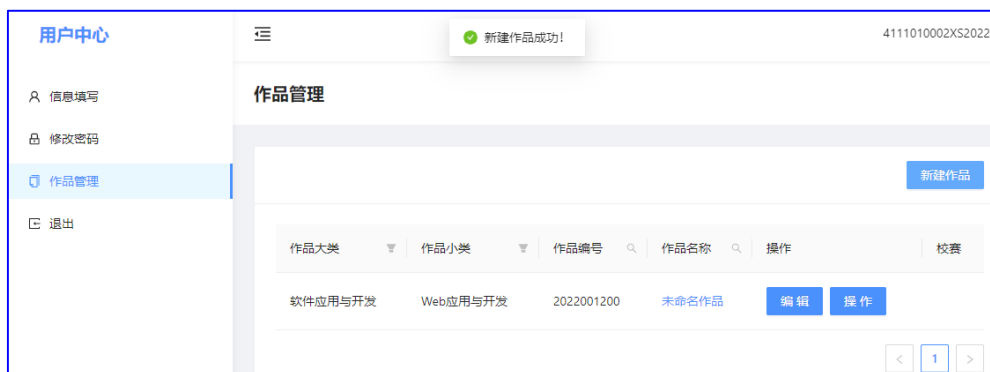 用户中心
新建作品成功!
4111010002XS2022
信息填写
作品管理
修改密码
作品管理
新建作品
退出
作品大类 作品小类 作品编号 作品名称 操作 校赛
软件应用与开发 Web应用与开发 2022001200 未命名作品 编辑 操作
< 1 >